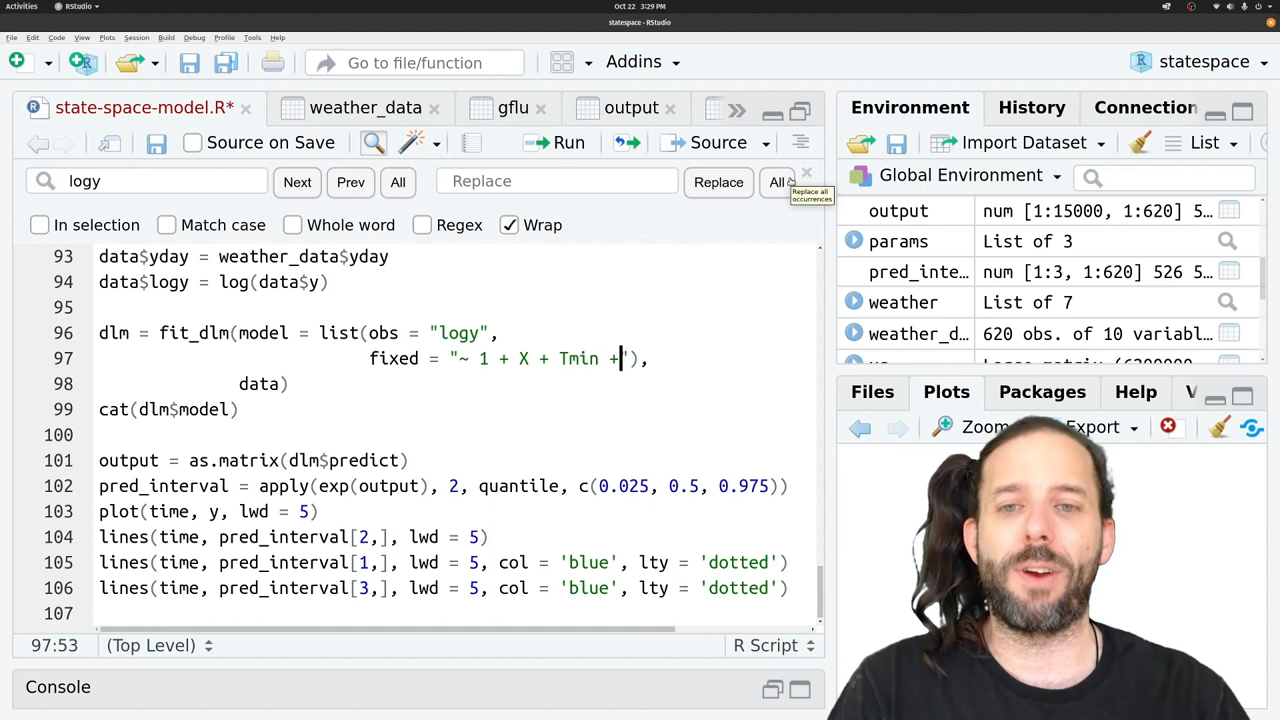 Activities RStudio Oct 22 3:29 PM
statespace - RStudio
File Edit Code View Plots Session Build Debug Profile Tools Help
Go to file/function Addins statespace
state-space-model.R* weather_data gflu output
Source on Save Run Source
logy Next Prev All Replace Replace All
Replace all occurrences
In selection Match case Whole word Regex Wrap
93 data$yday = weather_data$yday
94 data$logy = log(data$y)
95
96 dlm = fit_dlm(model = list(obs = "logy",
97 fixed = "~ 1 + X + Tmin +"),
98 data)
99 cat(dlm$model)
100
101 output = as.matrix(dlm$predict)
102 pred_interval = apply(exp(output), 2, quantile, c(0.025, 0.5, 0.975))
103 plot(time, y, lwd = 5)
104 lines(time, pred_interval[2,], lwd = 5)
105 lines(time, pred_interval[1,], lwd = 5, col = 'blue', lty = 'dotted')
106 lines(time, pred_interval[3,], lwd = 5, col = 'blue', lty = 'dotted')
107
97:53 (Top Level) R Script
Console
Environment History Connection
Import Dataset List
Global Environment
output num [1:15000, 1:620] 5...
params List of 3
pred_inte... num [1:3, 1:620] 526 5...
weather List of 7
weather_d... 620 obs. of 10 variabl...
Files Plots Packages Help V
Zoom Export